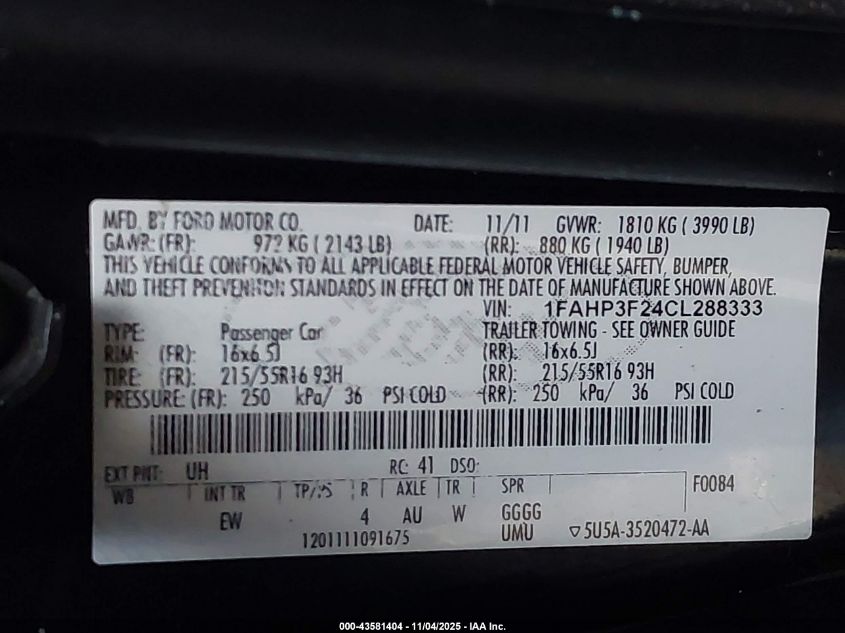 MFD. BY FORD MOTOR CO. DATE: 11/11 GVWR: 1810 KG ( 3990 LB)
GAWR: (FR): 972 KG ( 2143 LB) (RR): 880 KG ( 1940 LB)
THIS VEHICLE CONFORMS TO ALL APPLICABLE FEDERAL MOTOR VEHICLE SAFETY, BUMPER,
AND THEFT PREVENTION STANDARDS IN EFFECT ON THE DATE OF MANUFACTURE SHOWN ABOVE.
VIN: 1FAHP3F24CL288333
TYPE: Passenger Car TRAILER TOWING - SEE OWNER GUIDE
RIM: (FR): 16x6.5J (RR): 16x6.5J
TIRE: (FR): 215/55R16 93H (RR): 215/55R16 93H
PRESSURE: (FR): 250 kPa/ 36 PSI COLD (RR): 250 kPa/ 36 PSI COLD
EXT PNT: UH RC: 41 DSO:
WB INT TR TP/PS R AXLE TR SPR F0084
EW 4 AU W GGGG
1201111091675 UMU ▽5U5A-3520472-AA
000-43581404 - 11/04/2025 - IAA Inc.